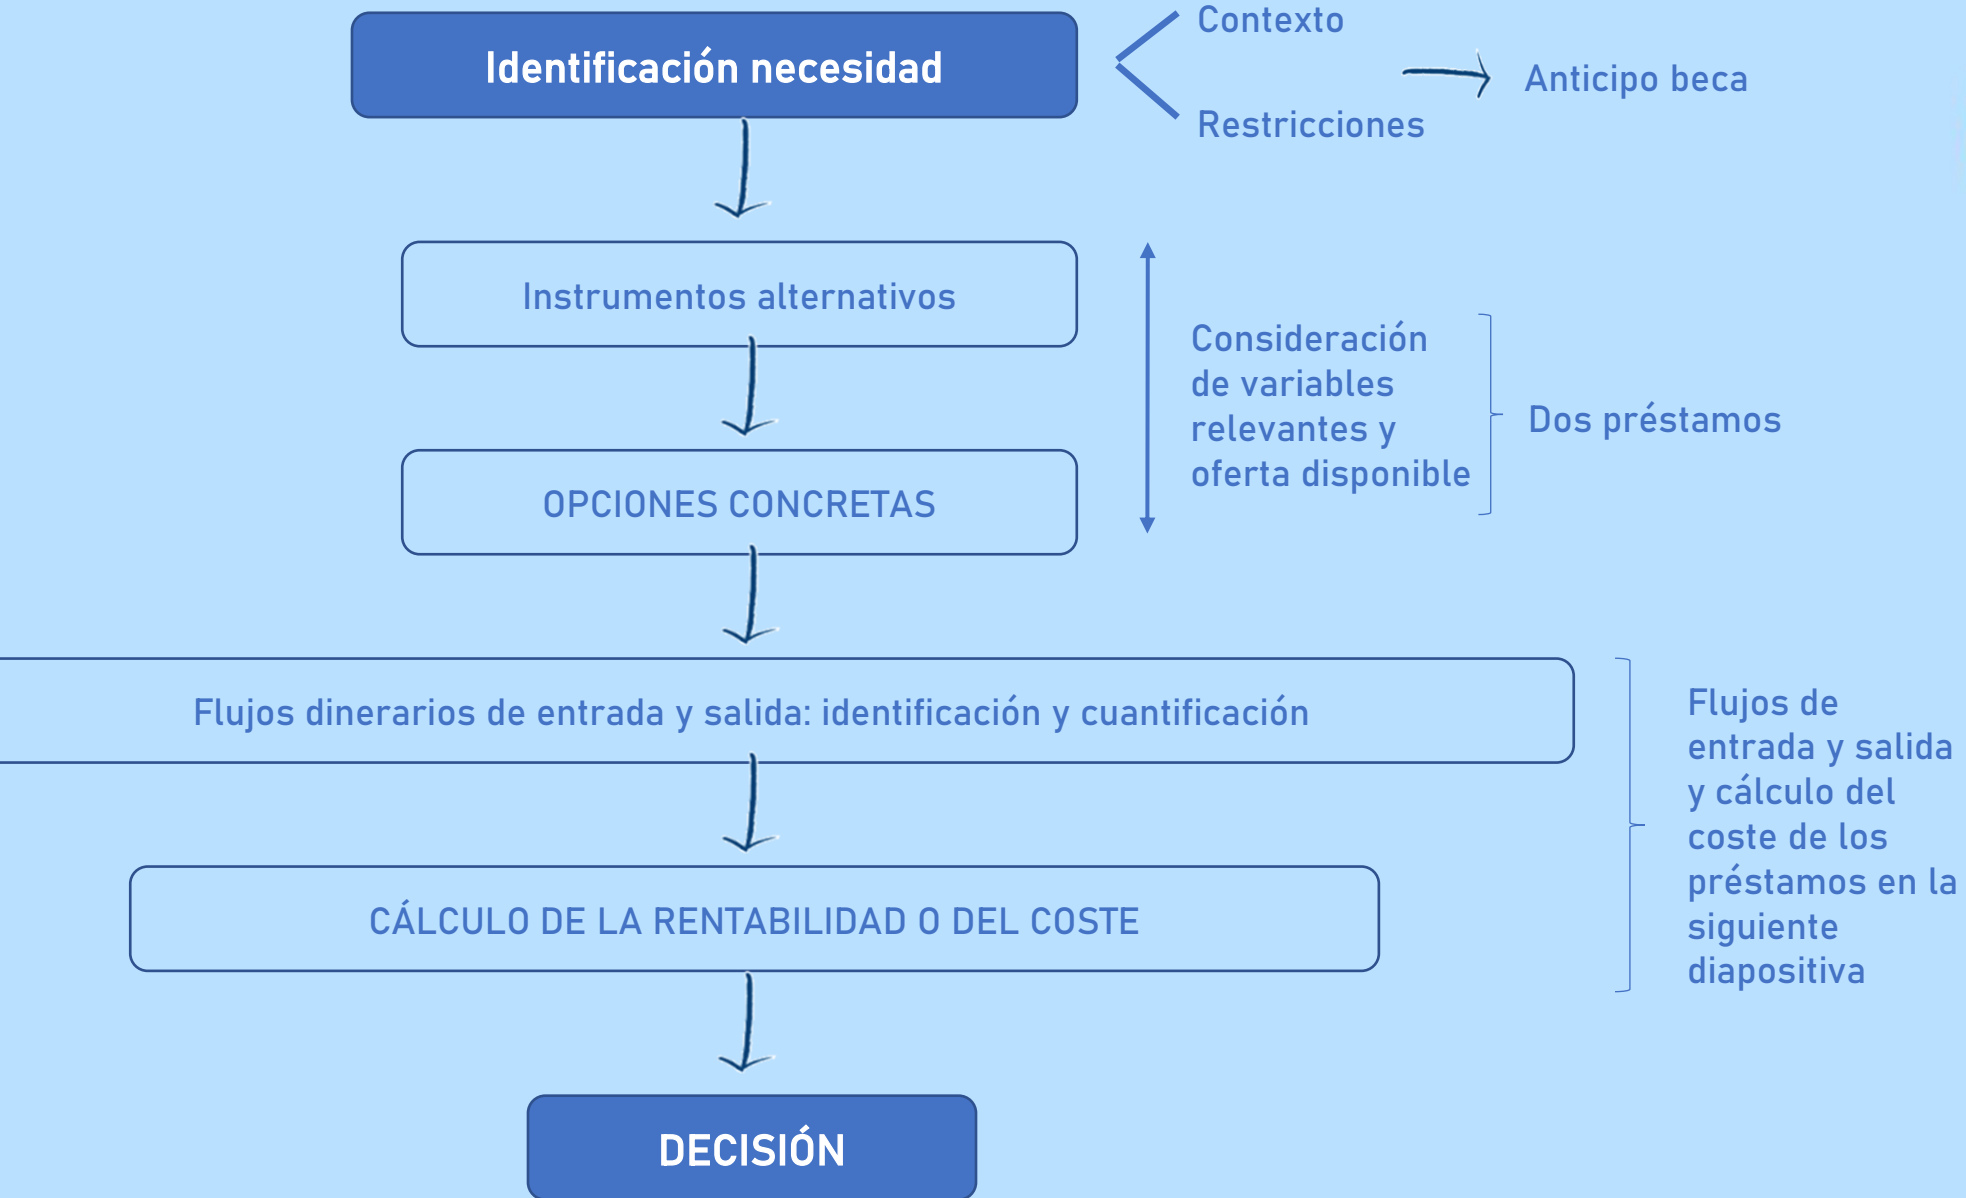 Identificación necesidad
Contexto
Restricciones
Anticipo beca
Instrumentos alternativos
OPCIONES CONCRETAS
Consideración
de variables
relevantes y
oferta disponible
Dos préstamos
Flujos dinerarios de entrada y salida: identificación y cuantificación
CÁLCULO DE LA RENTABILIDAD O DEL COSTE
Flujos de
entrada y salida
y cálculo del
coste de los
préstamos en la
siguiente
diapositiva
DECISIÓN